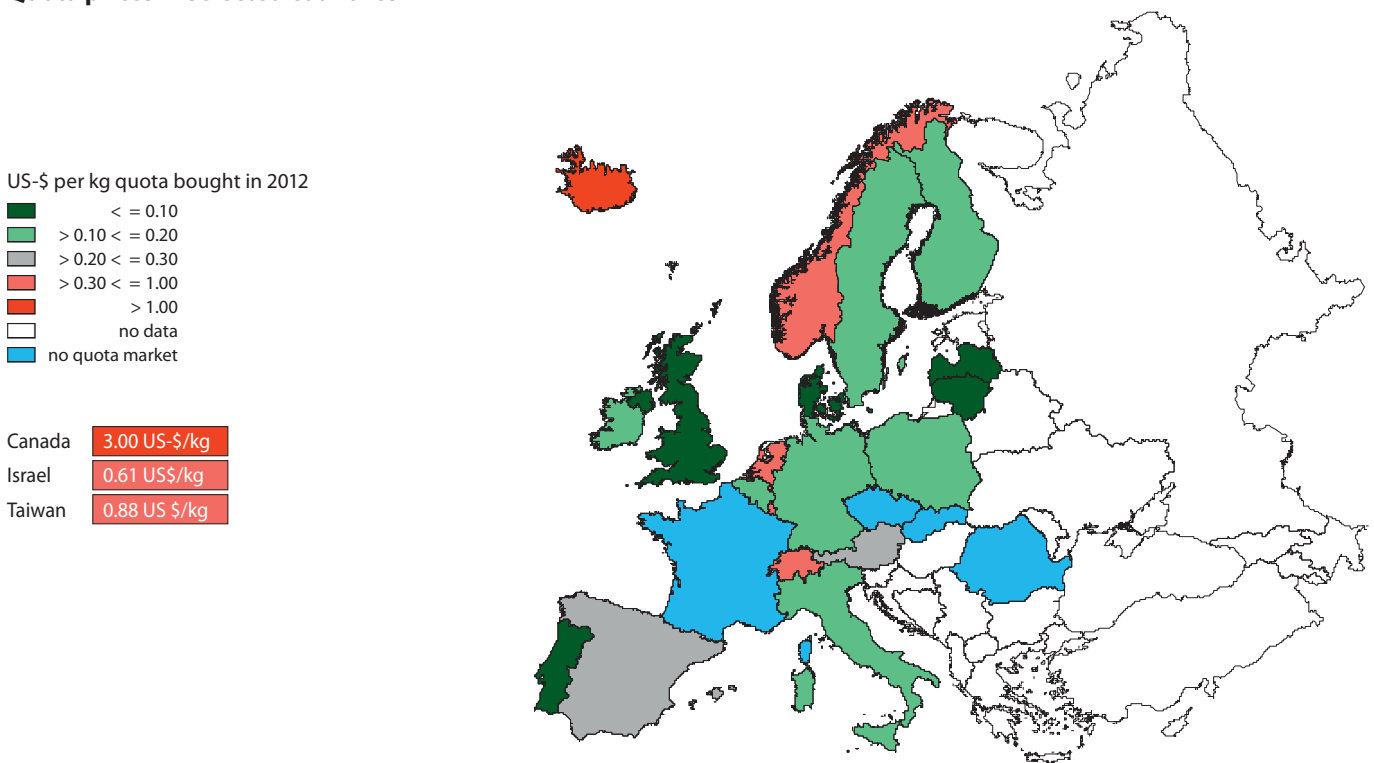 US-$ per kg quota bought in 2012
< = 0.10
> 0.10 < = 0.20
> 0.20 < = 0.30
> 0.30 < = 1.00
> 1.00
no data
no quota market
Canada 3.00 US-$/kg
Israel 0.61 US$/kg
Taiwan 0.88 US $/kg